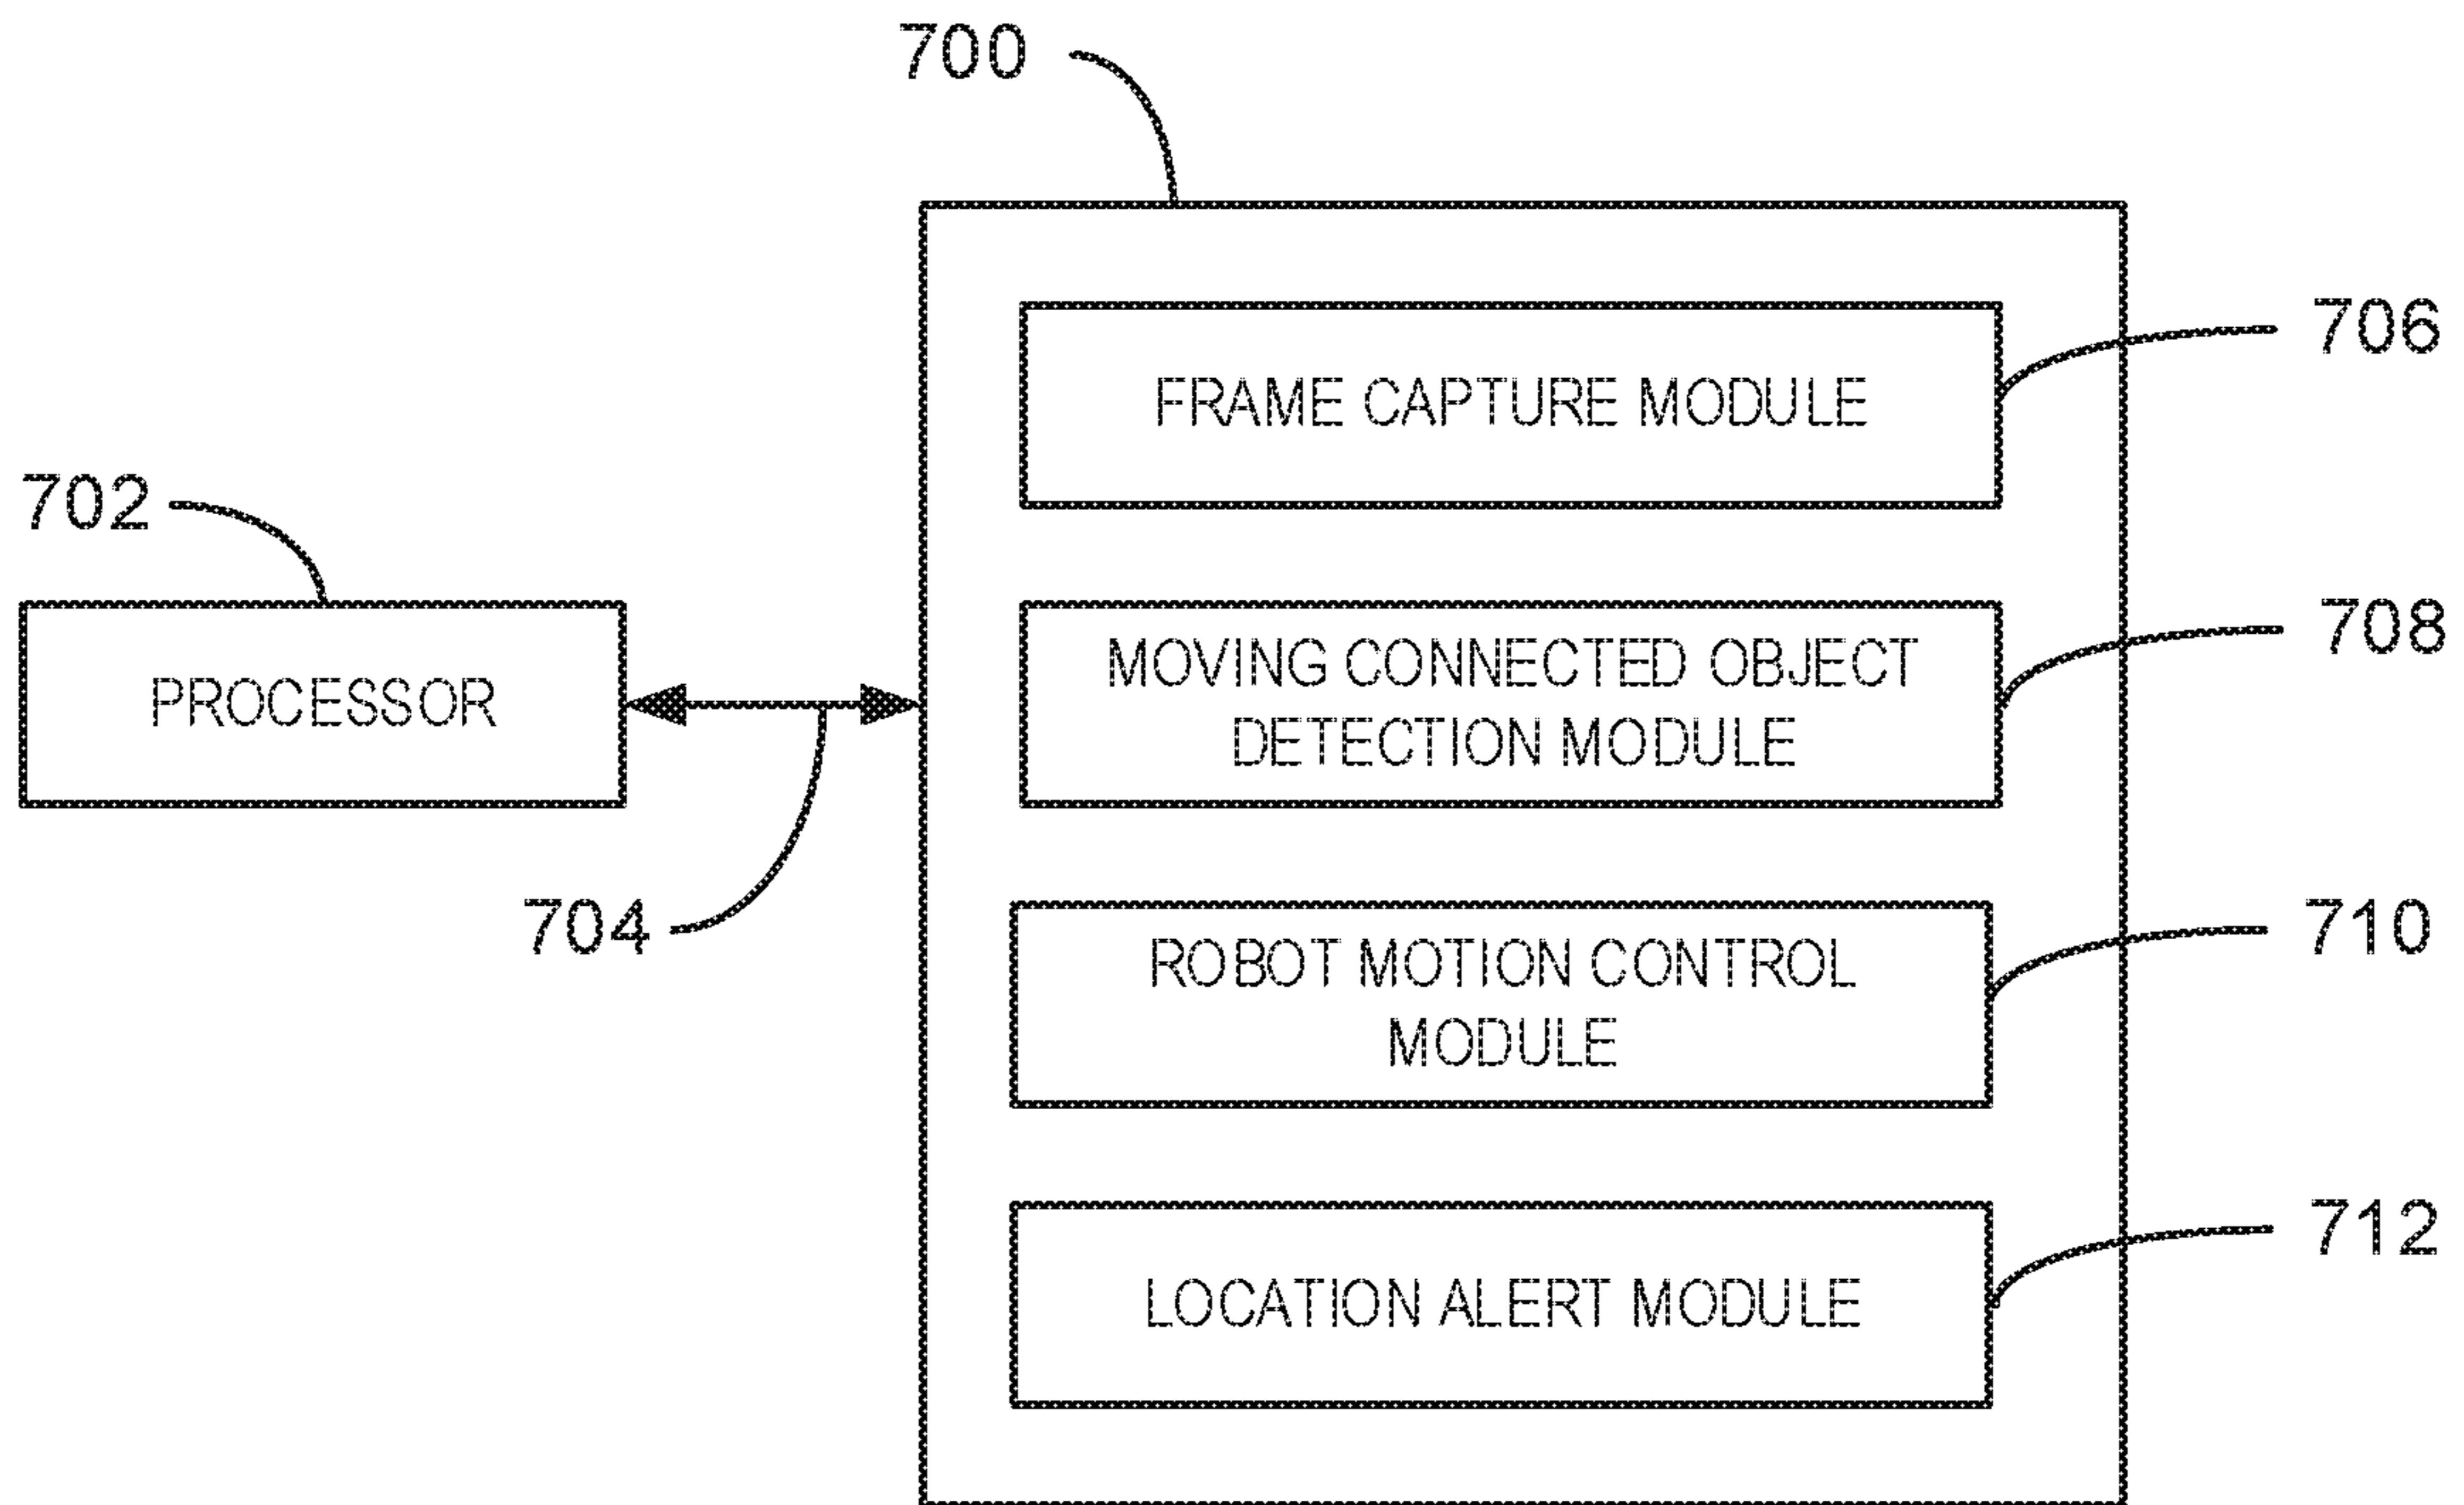 700
706
FRAME CAPTURE MODULE
702
708
MOVING CONNECTED OBJECT
DETECTION MODULE
PROCESSOR
704
710
ROBOT MOTION CONTROL
MODULE
712
LOCATION ALERT MODULE